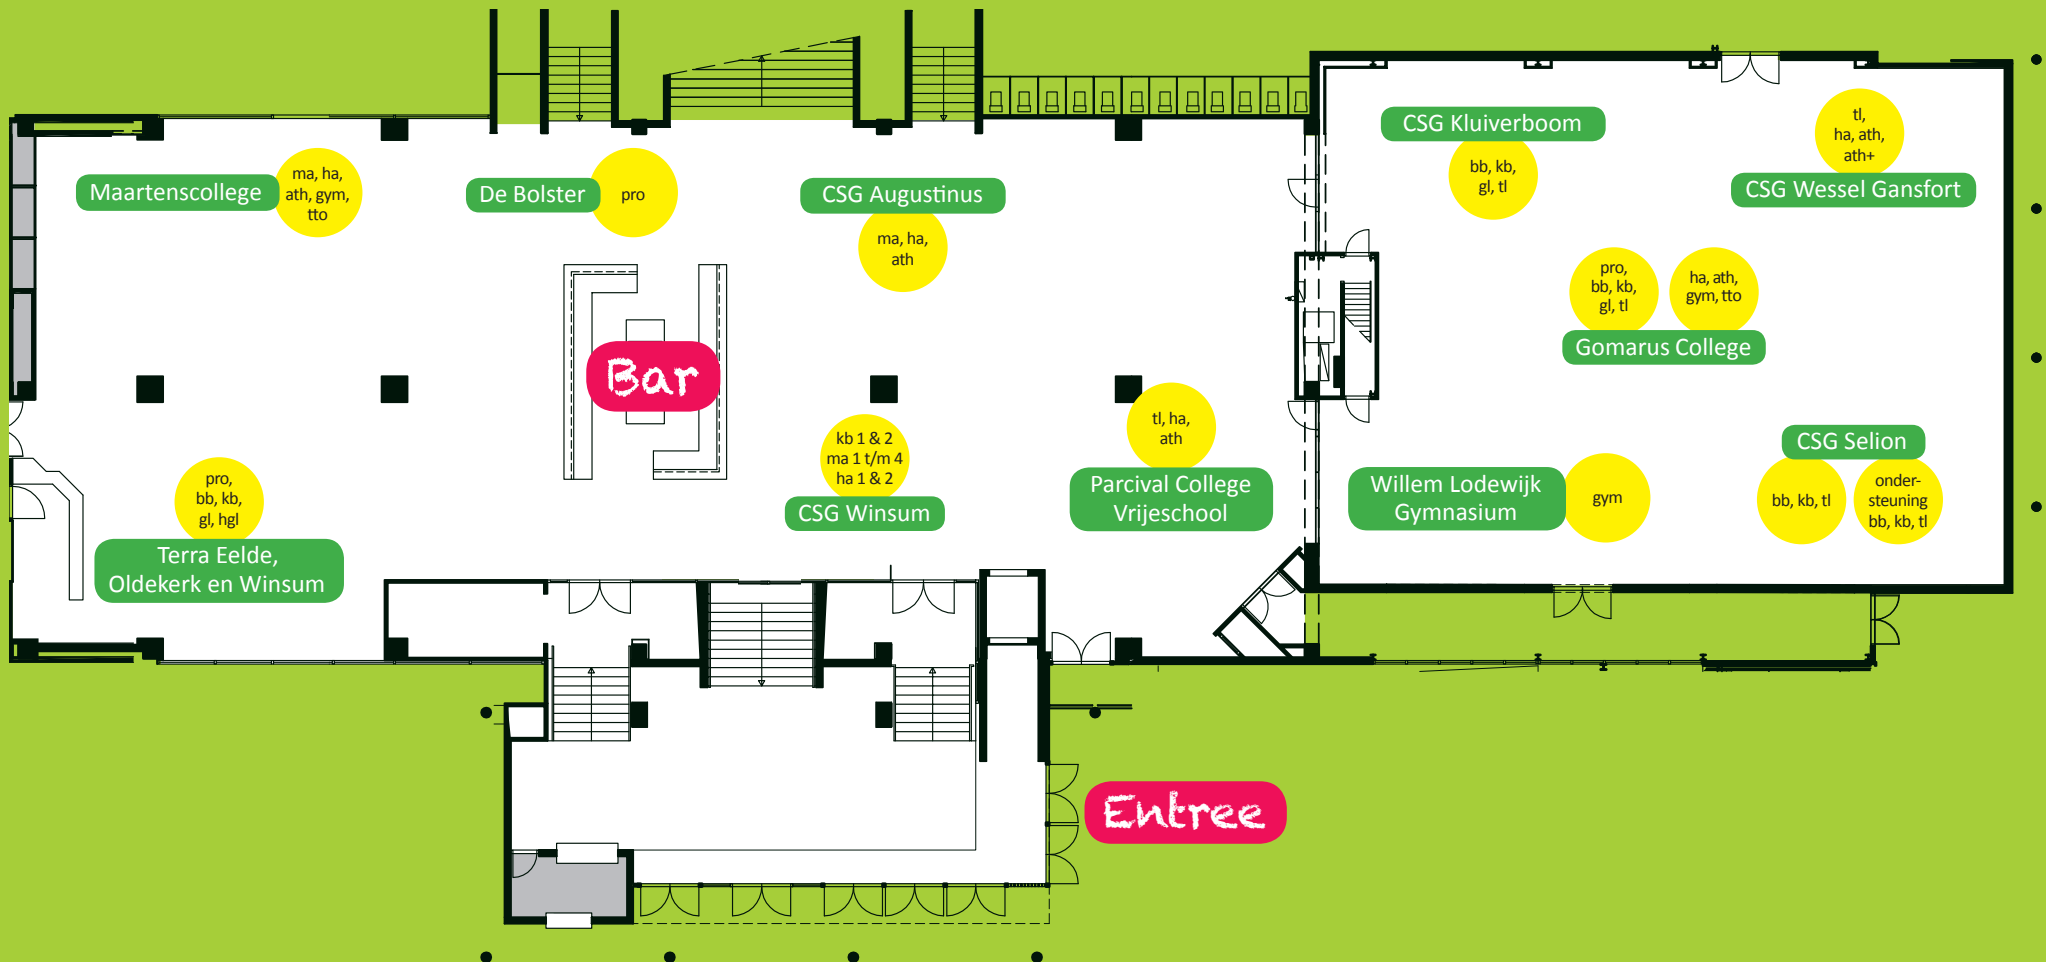 Maartenscollege
ma, ha,
ath, gym,
tto
De Bolster
pro
CSG Augustinus
ma, ha,
ath
CSG Kluiverboom
bb, kb,
gl, tl
tl,
ha, ath,
ath+
CSG Wessel Gansfort
pro,
bb, kb,
gl, tl
ha, ath,
gym, tto
Gomarus College
Bar
kb 1 & 2
ma 1 t/m 4
ha 1 & 2
CSG Winsum
tl, ha,
ath
Parcival College
Vrijeschool
Willem Lodewijk
Gymnasium
gym
CSG Selion
bb, kb, tl
onder-
steuning
bb, kb, tl
pro,
bb, kb,
gl, hgl
Terra Eelde,
Oldekerk en Winsum
Entree